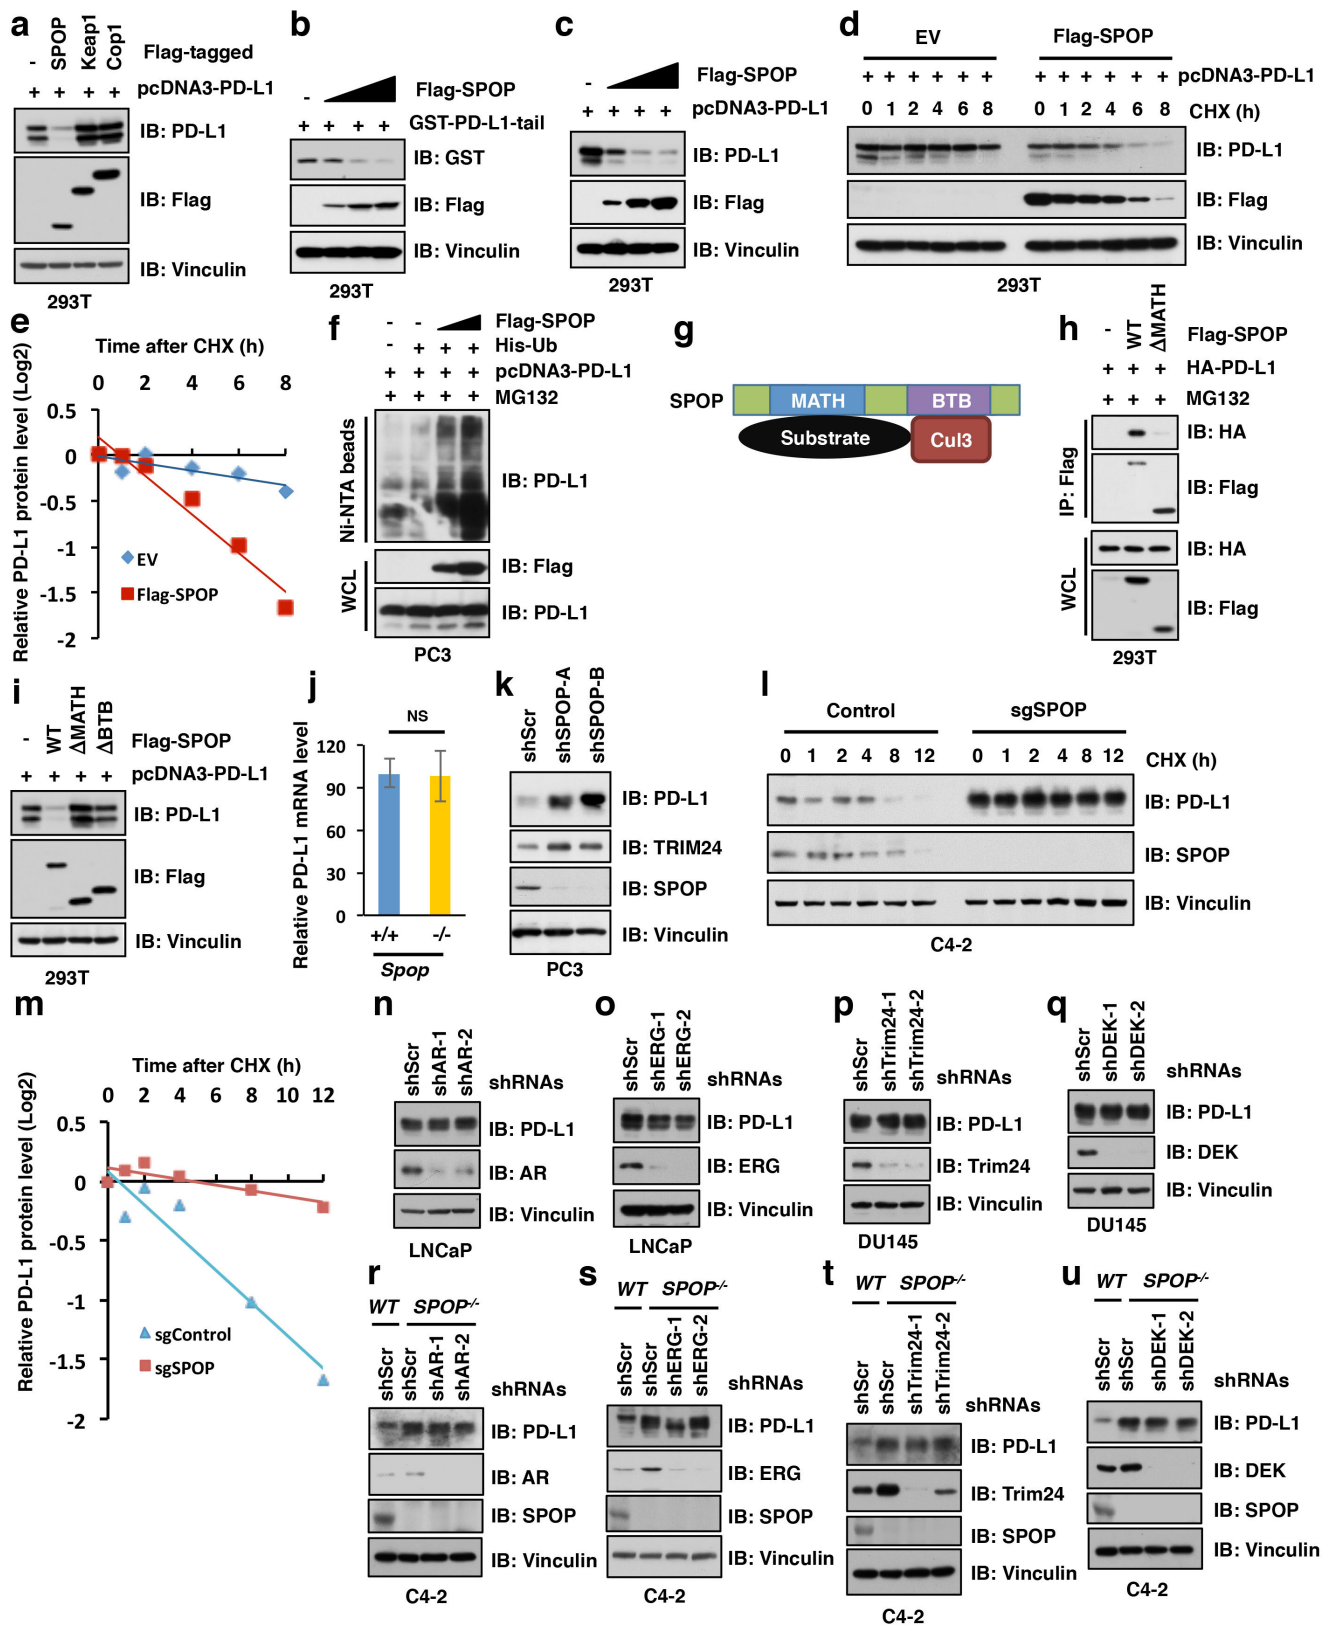 a
- SPOP Keap1 Cop1 Flag-tagged
+ + + + pcDNA3-PD-L1
IB: PD-L1
IB: Flag
IB: Vinculin
293T
b
- Flag-SPOP
+ + + + GST-PD-L1-tail
IB: GST
IB: Flag
IB: Vinculin
293T
c
- Flag-SPOP
+ + + + pcDNA3-PD-L1
IB: PD-L1
IB: Flag
IB: Vinculin
293T
d
EV Flag-SPOP
+ + + + + + + + + + + + pcDNA3-PD-L1
0 1 2 4 6 8 0 1 2 4 6 8 CHX (h)
IB: PD-L1
IB: Flag
IB: Vinculin
293T
e
Time after CHX (h)
0 2 4 6 8
Relative PD-L1 protein level (Log2)
0.5
0
-0.5
-1
-1.5
-2
EV
Flag-SPOP
f
- - Flag-SPOP
- + + + His-Ub
+ + + + pcDNA3-PD-L1
+ + + + MG132
Ni-NTA beads
IB: PD-L1
WCL
IB: Flag
IB: PD-L1
PC3
g
SPOP MATH BTB
Substrate Cul3
h
- WT ΔMATH Flag-SPOP
+ + + HA-PD-L1
+ + + MG132
IP: Flag
IB: HA
IB: Flag
WCL
IB: HA
IB: Flag
293T
i
- WT ΔMATH ΔBTB Flag-SPOP
+ + + + pcDNA3-PD-L1
IB: PD-L1
IB: Flag
IB: Vinculin
293T
j
NS
Relative PD-L1 mRNA level
120
90
60
30
0
+/+ -/-
Spop
k
shScr shSPOP-A shSPOP-B
IB: PD-L1
IB: TRIM24
IB: SPOP
IB: Vinculin
PC3
l
Control sgSPOP
0 1 2 4 8 12 0 1 2 4 8 12 CHX (h)
IB: PD-L1
IB: SPOP
IB: Vinculin
C4-2
m
Time after CHX (h)
0 2 4 6 8 10 12
Relative PD-L1 protein level (Log2)
0.5
0
-0.5
-1
-1.5
-2
sgControl
sgSPOP
n
shScr shAR-1 shAR-2 shRNAs
IB: PD-L1
IB: AR
IB: Vinculin
LNCaP
o
shScr shERG-1 shERG-2 shRNAs
IB: PD-L1
IB: ERG
IB: Vinculin
LNCaP
p
shScr shTrim24-1 shTrim24-2 shRNAs
IB: PD-L1
IB: Trim24
IB: Vinculin
DU145
q
shScr shDEK-1 shDEK-2 shRNAs
IB: PD-L1
IB: DEK
IB: Vinculin
DU145
r
WT SPOP-/-
shScr shScr shAR-1 shAR-2 shRNAs
IB: PD-L1
IB: AR
IB: SPOP
IB: Vinculin
C4-2
s
WT SPOP-/-
shScr shScr shERG-1 shERG-2 shRNAs
IB: PD-L1
IB: ERG
IB: SPOP
IB: Vinculin
C4-2
t
WT SPOP-/-
shScr shScr shTrim24-1 shTrim24-2 shRNAs
IB: PD-L1
IB: Trim24
IB: SPOP
IB: Vinculin
C4-2
u
WT SPOP-/-
shScr shScr shDEK-1 shDEK-2 shRNAs
IB: PD-L1
IB: DEK
IB: SPOP
IB: Vinculin
C4-2